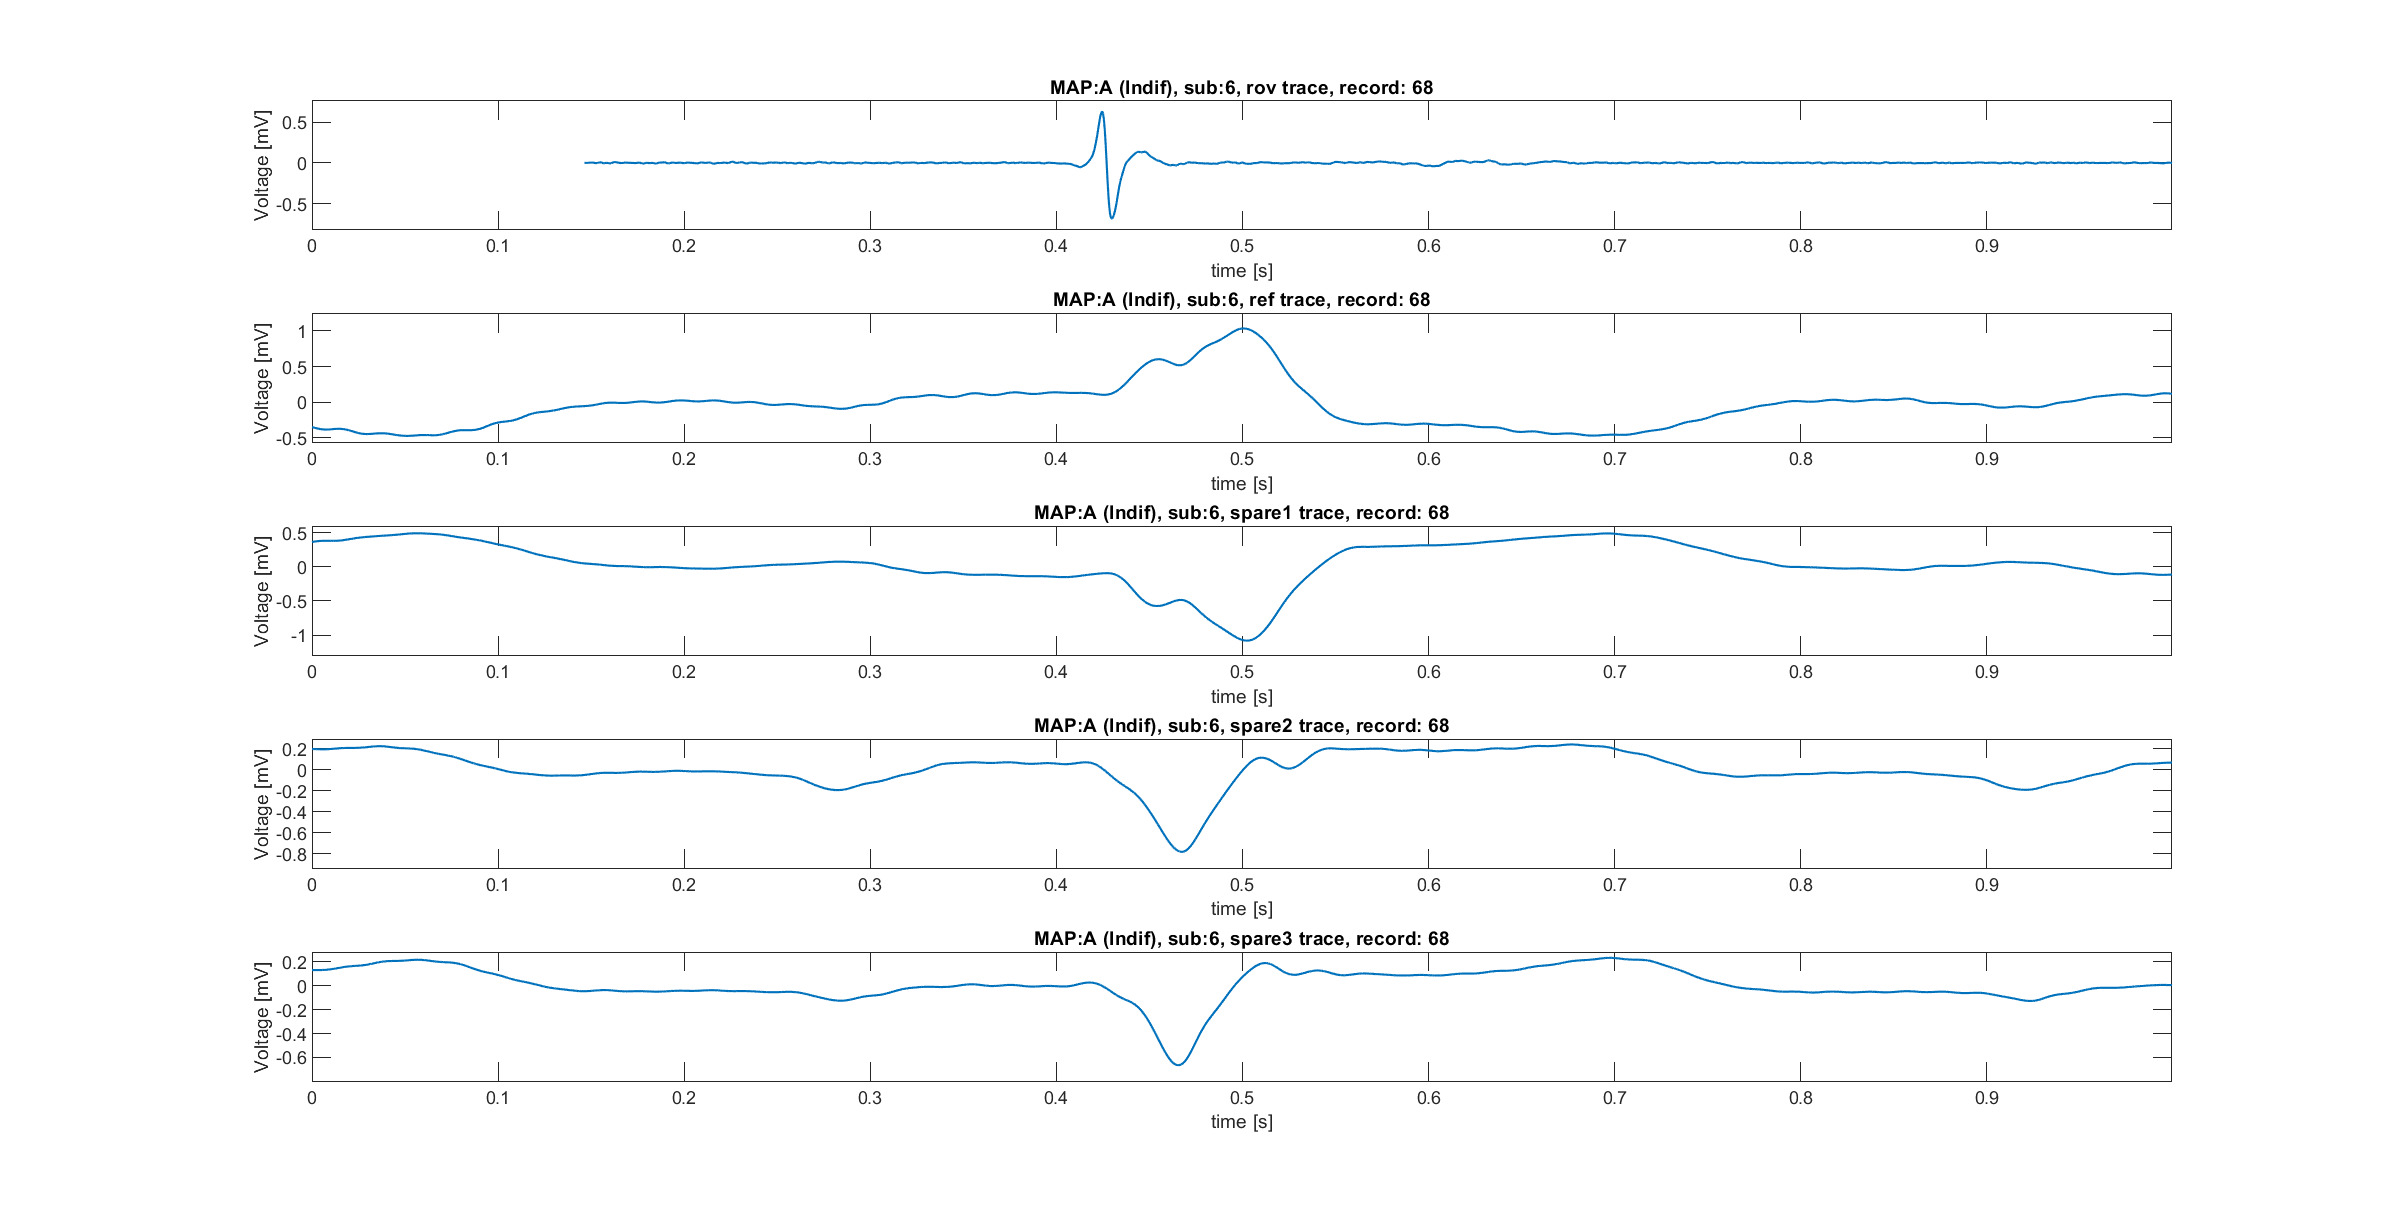 MAP:A (Indif), sub:6, rov trace, record: 68
Voltage [mV]
0.5
0
-0.5
0 0.1 0.2 0.3 0.4 0.5 0.6 0.7 0.8 0.9
time [s]
MAP:A (Indif), sub:6, ref trace, record: 68
Voltage [mV]
1
0.5
0
-0.5
0 0.1 0.2 0.3 0.4 0.5 0.6 0.7 0.8 0.9
time [s]
MAP:A (Indif), sub:6, spare1 trace, record: 68
Voltage [mV]
0.5
0
-0.5
-1
0 0.1 0.2 0.3 0.4 0.5 0.6 0.7 0.8 0.9
time [s]
MAP:A (Indif), sub:6, spare2 trace, record: 68
Voltage [mV]
0.2
0
-0.2
-0.4
-0.6
-0.8
0 0.1 0.2 0.3 0.4 0.5 0.6 0.7 0.8 0.9
time [s]
MAP:A (Indif), sub:6, spare3 trace, record: 68
Voltage [mV]
0.2
0
-0.2
-0.4
-0.6
0 0.1 0.2 0.3 0.4 0.5 0.6 0.7 0.8 0.9
time [s]